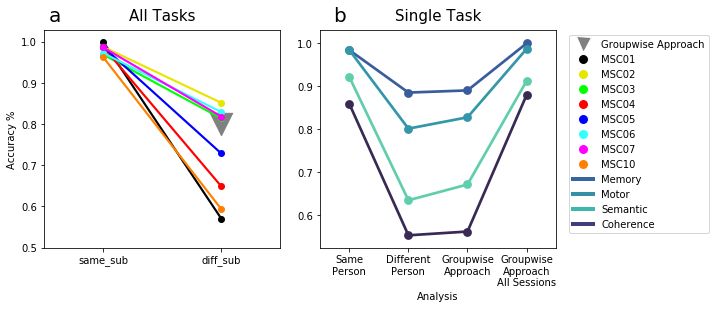 a
All Tasks
Accuracy %
1.0
0.9
0.8
0.7
0.6
0.5
same_sub
diff_sub
b
Single Task
1.0
0.9
0.8
0.7
0.6
Same
Person
Different
Person
Groupwise
Approach
Groupwise
Approach
All Sessions
Analysis
Groupwise Approach
MSC01
MSC02
MSC03
MSC04
MSC05
MSC06
MSC07
MSC10
Memory
Motor
Semantic
Coherence